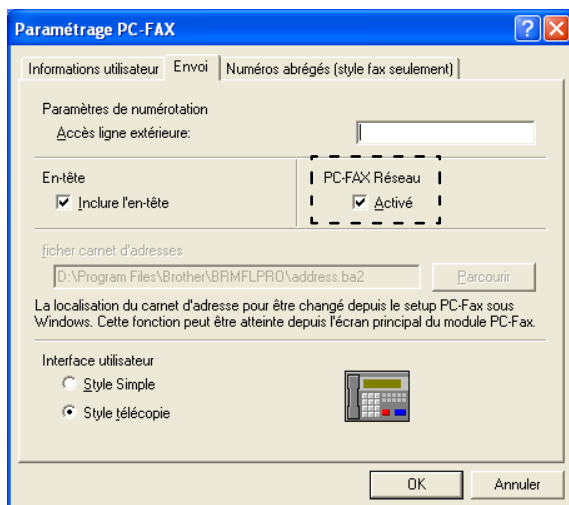 Paramétrage PC-FAX
Informations utilisateur Envoi Numéros abrégés (style fax seulement)
Paramètres de numérotation
Accès ligne extérieure:
En-tête PC-FAX Réseau
Inclure l'en-tête Activé
ficher carnet d'adresses
D:\Program Files\Brother\BRMFLPRO\address.ba2 Parcourir
La localisation du carnet d'adresse pour être changé depuis le setup PC-Fax sous
Windows. Cette fonction peut être atteinte depuis l'écran principal du module PC-Fax.
Interface utilisateur
Style Simple
Style télécopie
OK Annuler